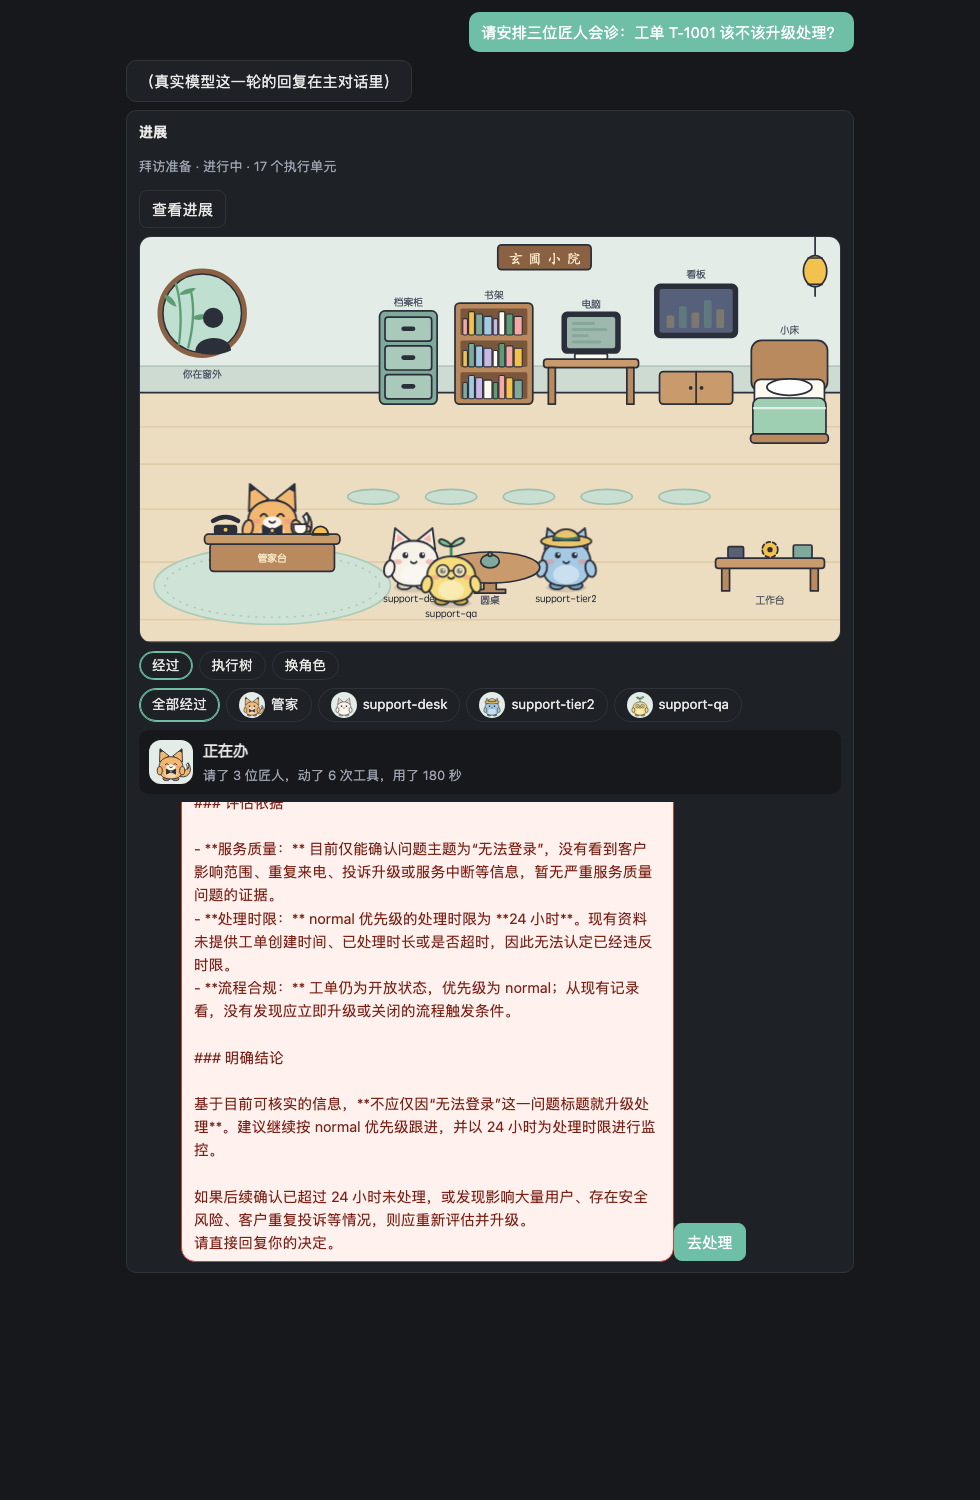 请安排三位匠人会诊：工单 T-1001 该不该升级处理？
（真实模型这一轮的回复在主对话里）
进展
拜访准备 · 进行中 · 17 个执行单元
查看进展
玄圃小院
看板
书架
档案柜
电脑
小床
你在窗外
管家台
support-de
圆桌
support-tier2
工作台
support-qa
经过
执行树
换角色
全部经过
管家
support-desk
support-tier2
support-qa
正在办
请了 3 位匠人，动了 6 次工具，用了 180 秒
### 评估依据
- **服务质量：** 目前仅能确认问题主题为“无法登录”，没有看到客户
影响范围、重复来电、投诉升级或服务中断等信息，暂无严重服务质量
问题的证据。
- **处理时限：** normal 优先级的处理时限为 **24 小时**。现有资料
未提供工单创建时间、已处理时长或是否超时，因此无法认定已经违反
时限。
- **流程合规：** 工单仍为开放状态，优先级为 normal；从现有记录
看，没有发现应立即升级或关闭的流程触发条件。
### 明确结论
基于目前可核实的信息，**不应仅因“无法登录”这一问题标题就升级处
理**。建议继续按 normal 优先级跟进，并以 24 小时为处理时限进行监
控。
如果后续确认已超过 24 小时未处理，或发现影响大量用户、存在安全
风险、客户重复投诉等情况，则应重新评估并升级。
请直接回复你的决定。
去处理